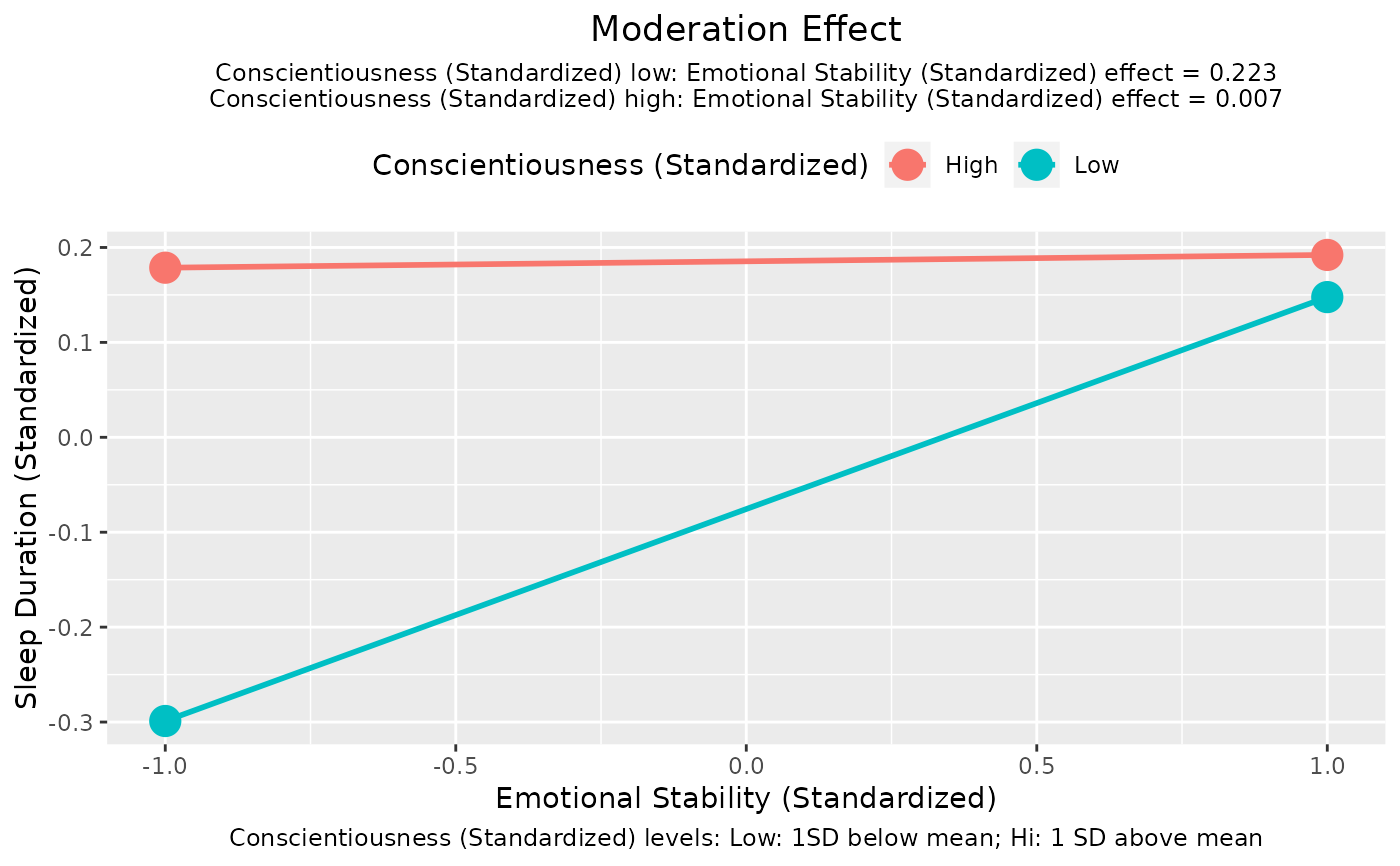 Moderation Effect
Conscientiousness (Standardized) low: Emotional Stability (Standardized) effect = 0.223
Conscientiousness (Standardized) high: Emotional Stability (Standardized) effect = 0.007
Conscientiousness (Standardized) High Low
Sleep Duration (Standardized)
0.2
0.1
0.0
-0.1
-0.2
-0.3
-1.0 -0.5 0.0 0.5 1.0
Emotional Stability (Standardized)
Conscientiousness (Standardized) levels: Low: 1SD below mean; Hi: 1 SD above mean